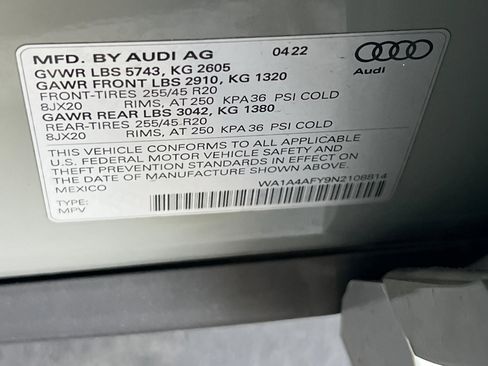 MFD. BY AUDI AG 04 22
GVWR LBS 5743, KG 2605
GAWR FRONT LBS 2910, KG 1320
FRONT-TIRES 255/45 R20
8JX20 RIMS, AT 250 KPA 36 PSI COLD
GAWR REAR LBS 3042, KG 1380
REAR-TIRES 255/45 R20
8JX20 RIMS, AT 250 KPA 36 PSI COLD
Audi
THIS VEHICLE CONFORMS TO ALL APPLICABLE
U.S. FEDERAL MOTOR VEHICLE SAFETY AND
THEFT PREVENTION STANDARDS IN EFFECT ON
THE DATE OF MANUFACTURE SHOWN ABOVE.
MEXICO
WA1A4AFY9N2108814
TYPE:
MPV